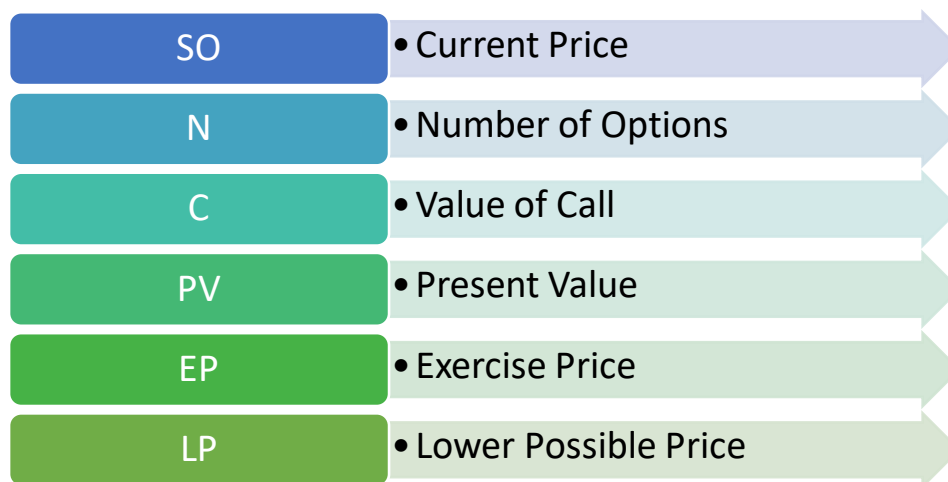 SO • Current Price
N • Number of Options
C • Value of Call
PV • Present Value
EP • Exercise Price
LP • Lower Possible Price